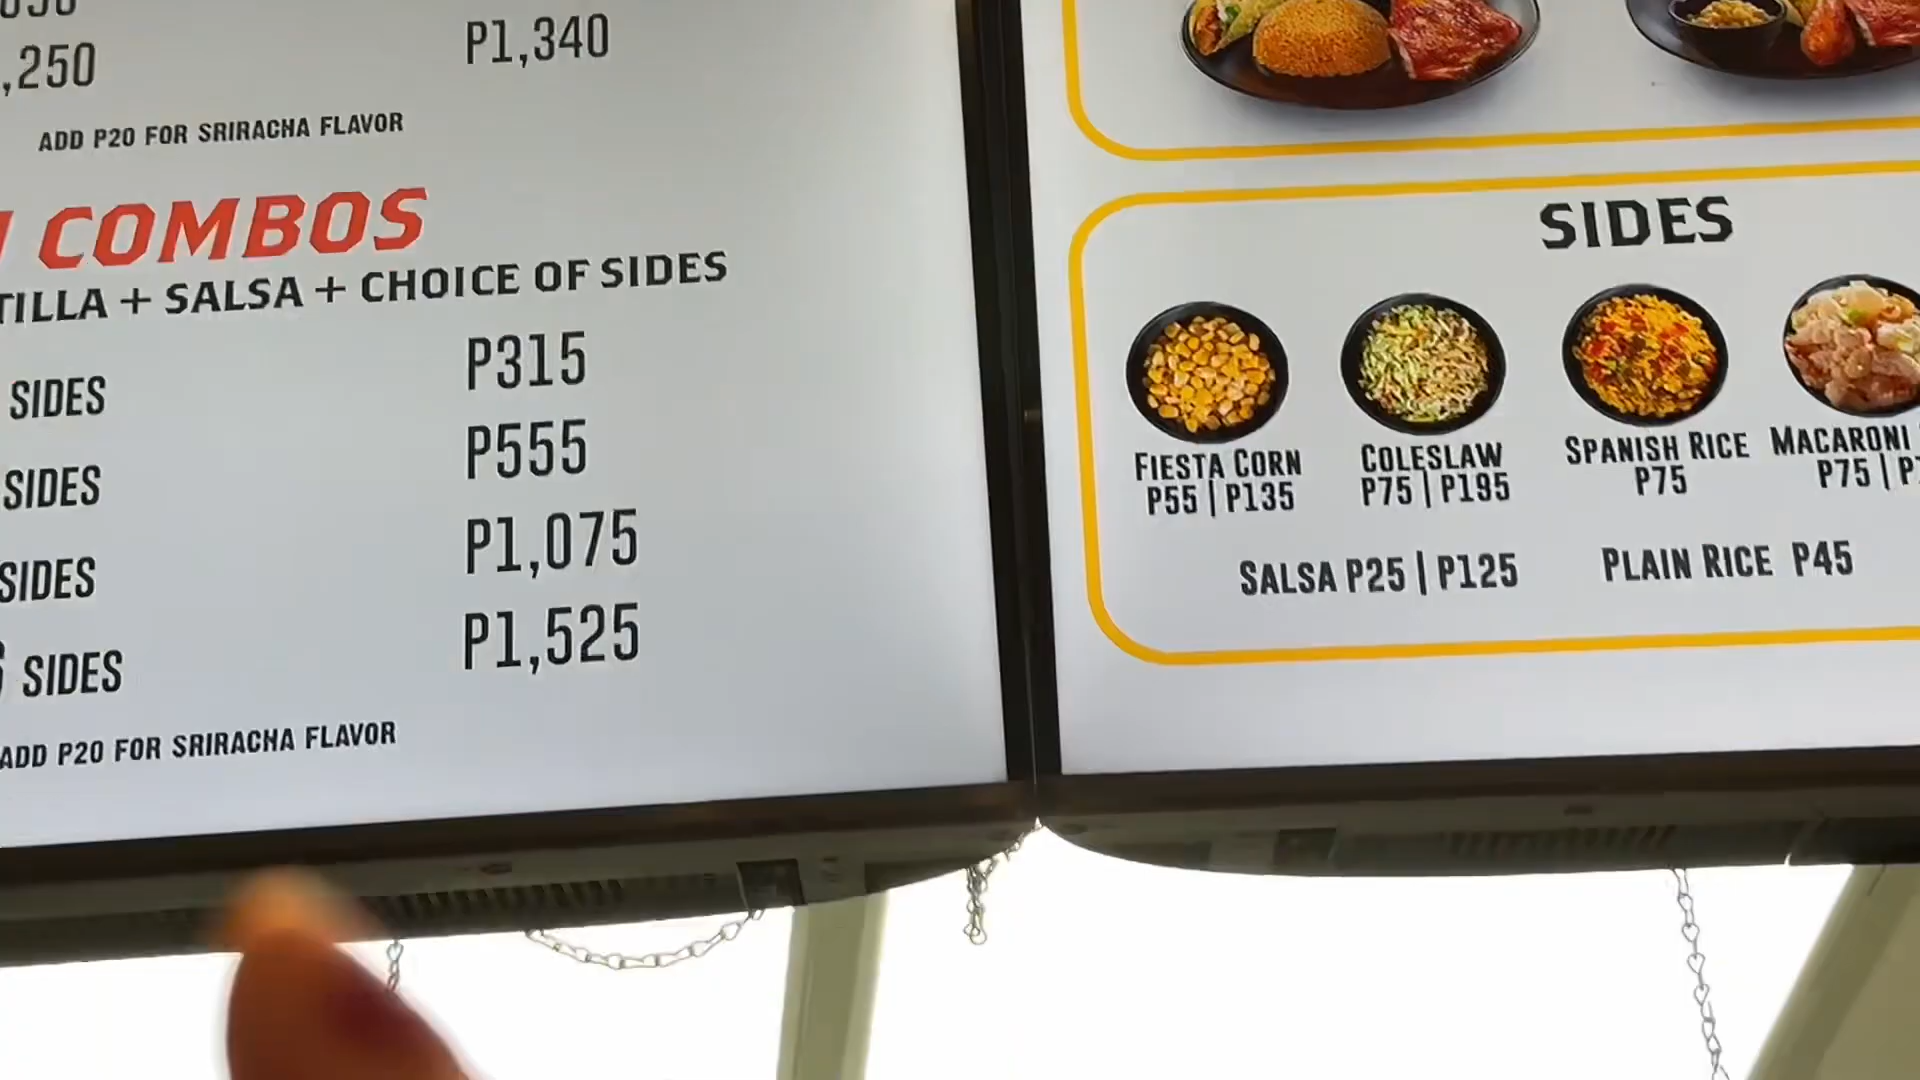 ,250 P1,340
ADD P20 FOR SRIRACHA FLAVOR
COMBOS
TILLA + SALSA + CHOICE OF SIDES
SIDES P315
SIDES P555
SIDES P1,075
SIDES P1,525
ADD P20 FOR SRIRACHA FLAVOR
SIDES
FIESTA CORN
P55 | P135
COLESLAW
P75 | P195
SPANISH RICE
P75
MACARONI
P75 | P
SALSA P25 | P125
PLAIN RICE P45